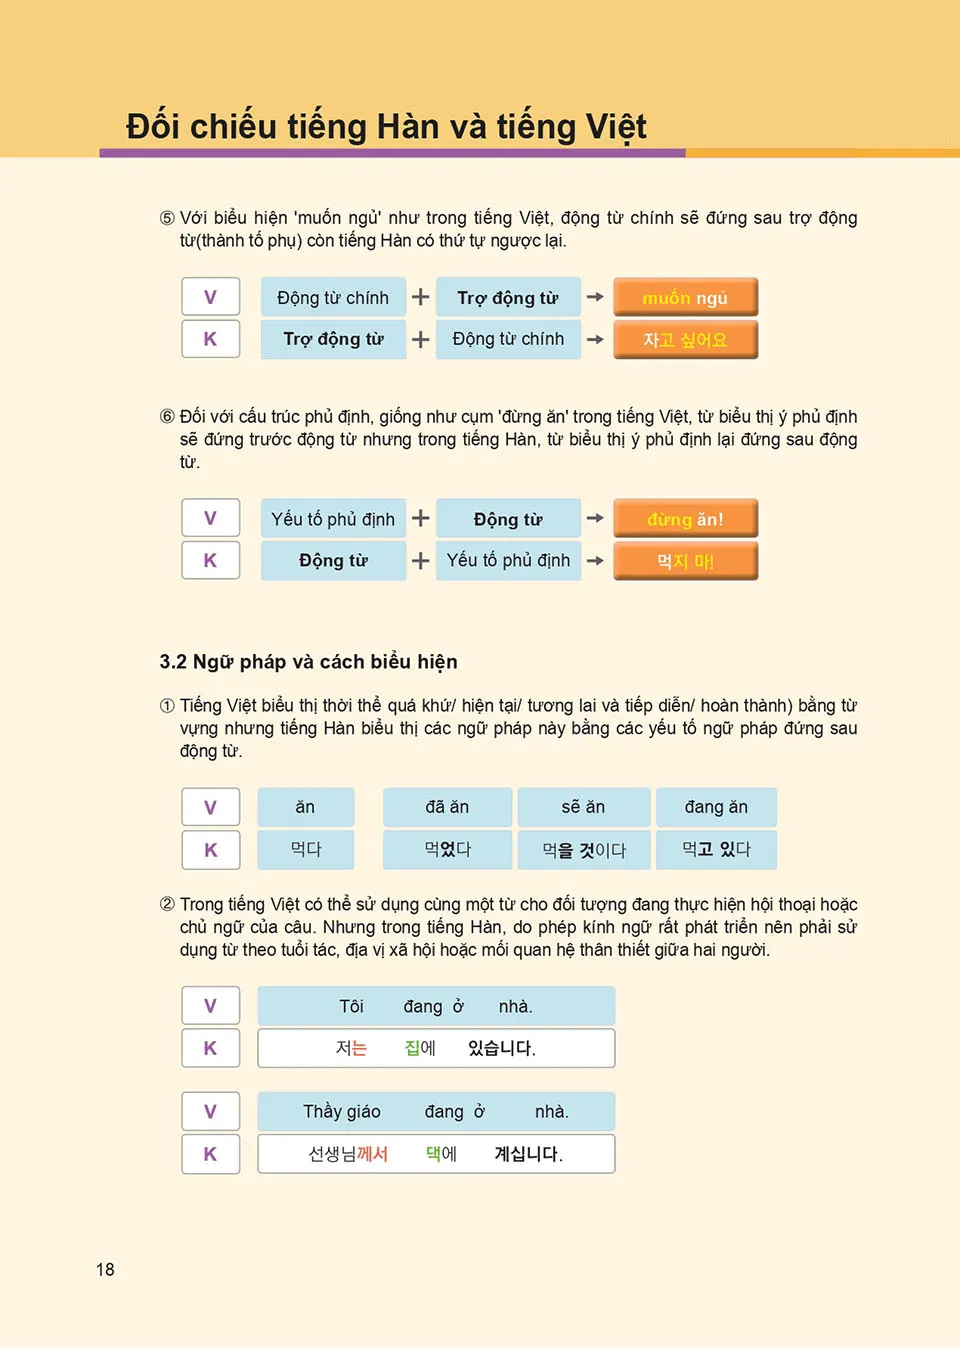 Đối chiếu tiếng Hàn và tiếng Việt
⑤ Với biểu hiện 'muốn ngủ' như trong tiếng Việt, động từ chính sẽ đứng sau trợ động
từ(thành tố phụ) còn tiếng Hàn có thứ tự ngược lại.
V Động từ chính + Trợ động từ → muốn ngủ
K Trợ động từ + Động từ chính → 자고 싶어요
⑥ Đối với cấu trúc phủ định, giống như cụm 'đừng ăn' trong tiếng Việt, từ biểu thị ý phủ định
sẽ đứng trước động từ nhưng trong tiếng Hàn, từ biểu thị ý phủ định lại đứng sau động
từ.
V Yếu tố phủ định + Động từ → đừng ăn!
K Động từ + Yếu tố phủ định → 먹지 마!
3.2 Ngữ pháp và cách biểu hiện
① Tiếng Việt biểu thị thời thể quá khứ/ hiện tại/ tương lai và tiếp diễn/ hoàn thành) bằng từ
vựng nhưng tiếng Hàn biểu thị các ngữ pháp này bằng các yếu tố ngữ pháp đứng sau
động từ.
V ăn đã ăn sẽ ăn đang ăn
K 먹다 먹었다 먹을 것이다 먹고 있다
② Trong tiếng Việt có thể sử dụng cùng một từ cho đối tượng đang thực hiện hội thoại hoặc
chủ ngữ của câu. Nhưng trong tiếng Hàn, do phép kính ngữ rất phát triển nên phải sử
dụng từ theo tuổi tác, địa vị xã hội hoặc mối quan hệ thân thiết giữa hai người.
V Tôi đang ở nhà.
K 저는 집에 있습니다.
V Thầy giáo đang ở nhà.
K 선생님께서 댁에 계십니다.
18